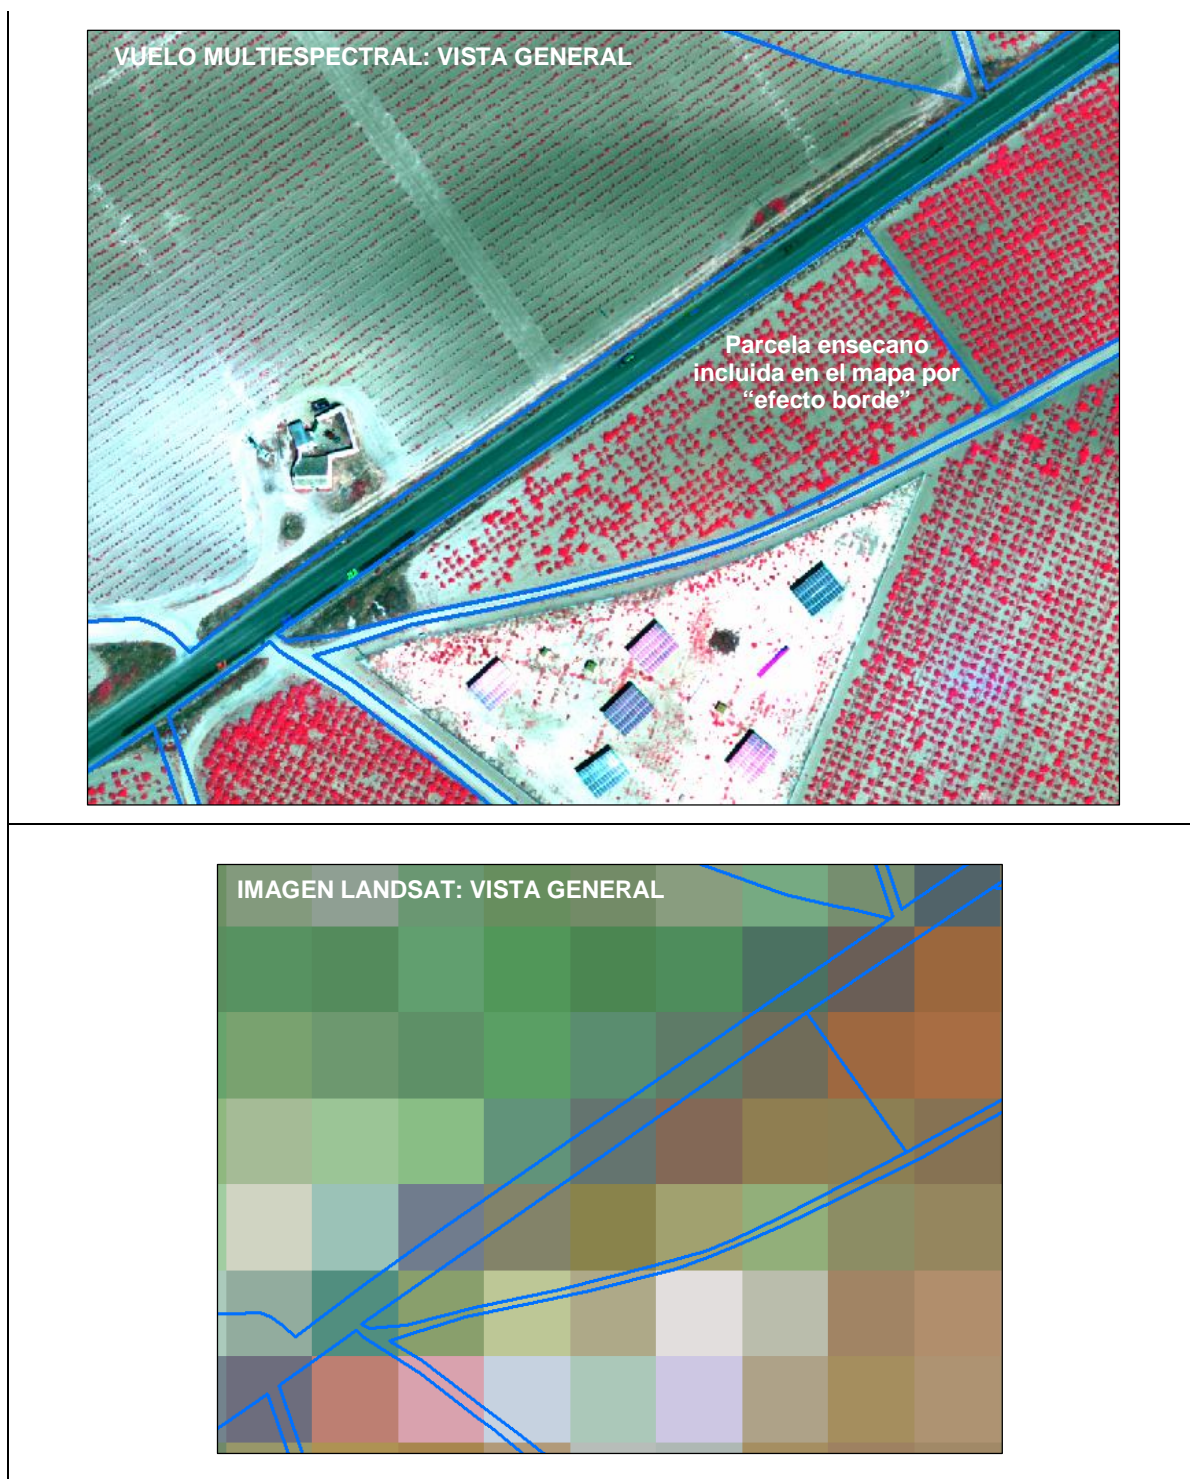 VUELO MULTIESPECTRAL: VISTA GENERAL
Parcela ensecano
incluida en el mapa por
“efecto borde”
IMAGEN LANDSAT: VISTA GENERAL